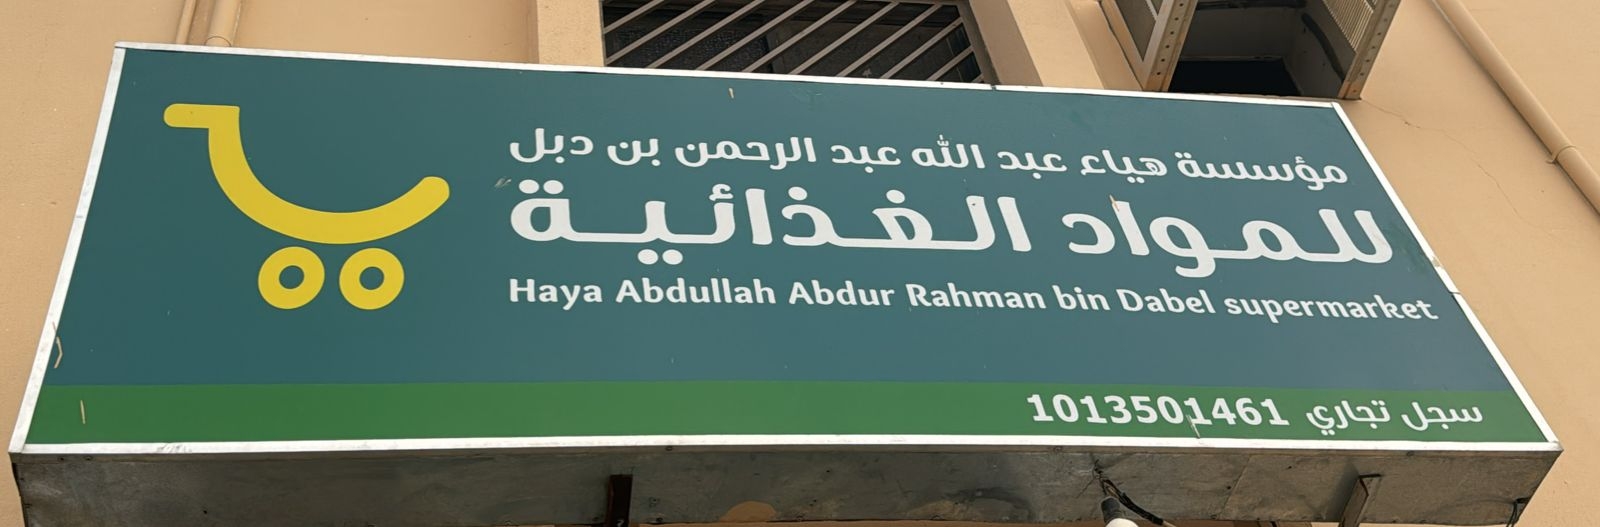 مؤسسة هياء عبد الله عبد الرحمن بن دبل
للمواد الغذائية
Haya Abdullah Abdur Rahman bin Dabel supermarket
سجل تجاري 1013501461